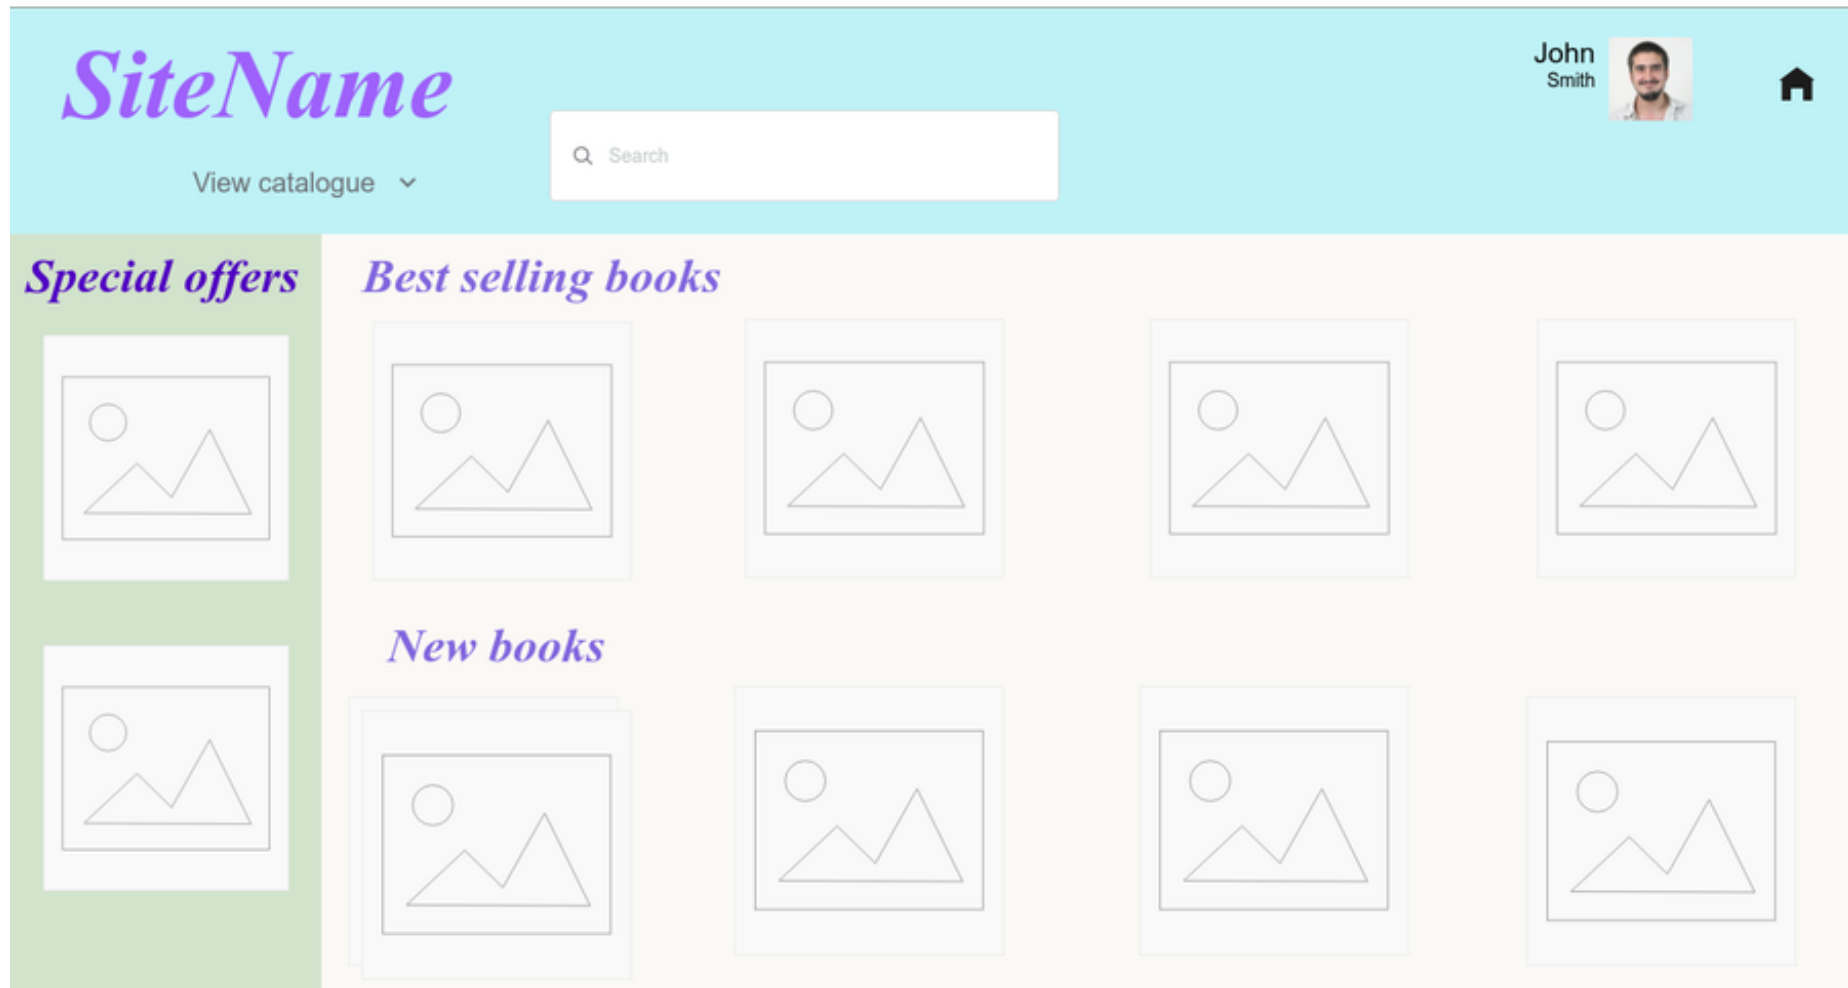 SiteName
John
Smith
Search
View catalogue
Special offers
Best selling books
New books